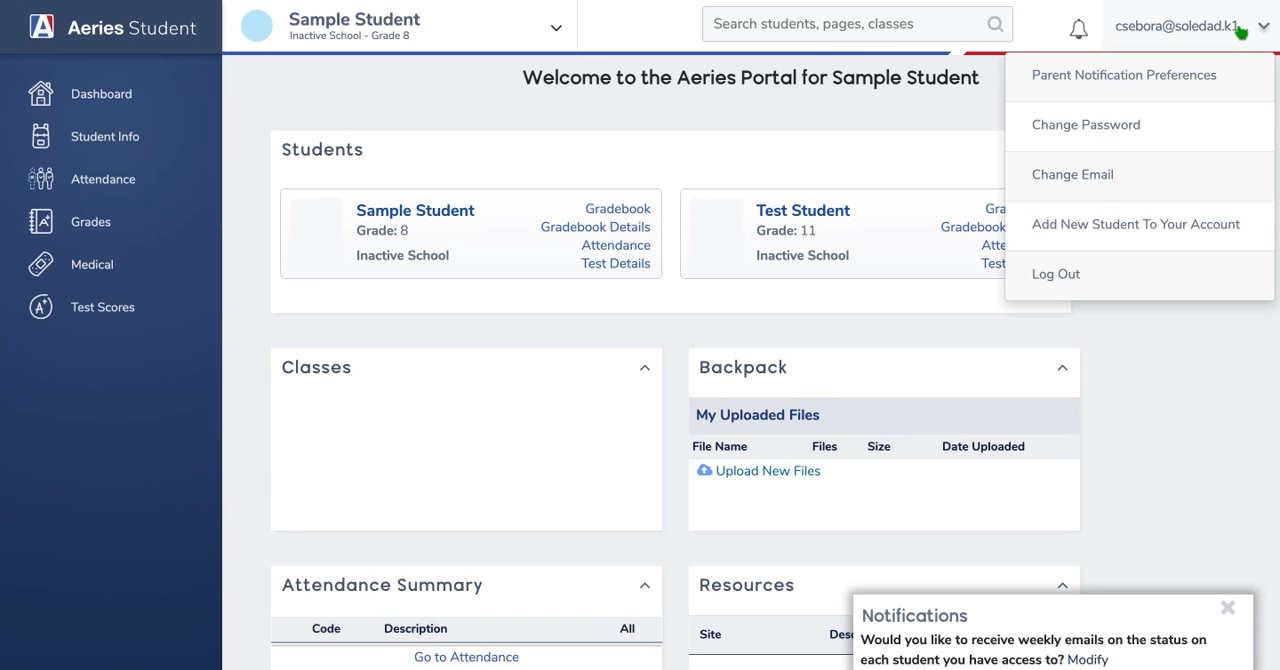 Aeries Student
Sample Student
Inactive School - Grade 8
Search students, pages, classes
csebora@soledad.k1
Dashboard
Student Info
Attendance
Grades
Medical
Test Scores
Welcome to the Aeries Portal for Sample Student
Parent Notification Preferences
Change Password
Change Email
Add New Student To Your Account
Log Out
Students
Sample Student
Grade: 8
Inactive School
Gradebook
Gradebook Details
Attendance
Test Details
Test Student
Grade: 11
Inactive School
Gra
Gradebook
Atte
Test
Classes
Backpack
My Uploaded Files
File Name Files Size Date Uploaded
Upload New Files
Attendance Summary
Code Description All
Go to Attendance
Resources
Site Desc
Notifications
Would you like to receive weekly emails on the status on
each student you have access to? Modify